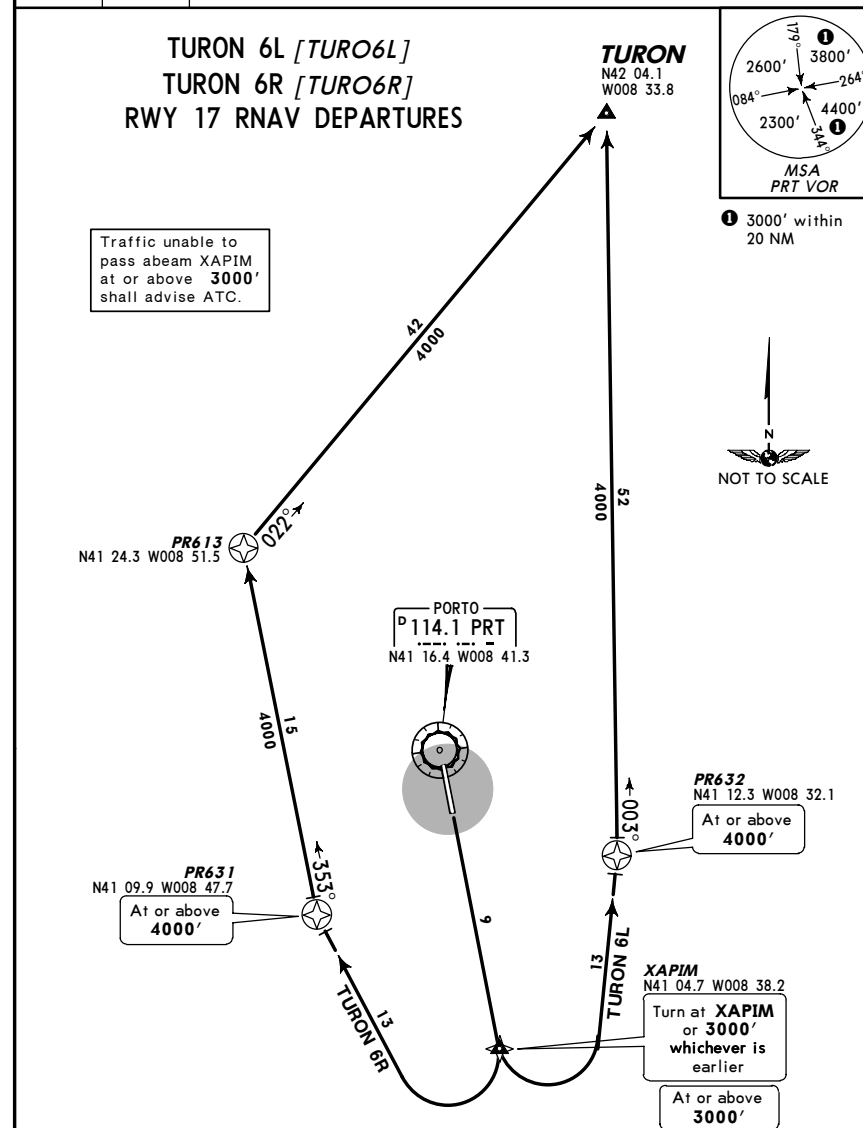 TURON 6L [TURO6L]
TURON 6R [TURO6R]
RWY 17 RNAV DEPARTURES
TURON
N42 04.1
W008 33.8
179°
❶
3800'
2600'
264°
084°
4400'
2300'
❶
344°
MSA
PRT VOR
❶ 3000' within
20 NM
Traffic unable to
pass abeam XAPIM
at or above 3000'
shall advise ATC.
42
4000
N
NOT TO SCALE
52
4000
PR613
N41 24.3 W008 51.5
022°
PORTO
D 114.1 PRT
N41 16.4 W008 41.3
15
4000
PR632
N41 12.3 W008 32.1
At or above
4000'
003°
PR631
N41 09.9 W008 47.7
At or above
4000'
353°
9
13
TURON 6L
13
TURON 6R
XAPIM
N41 04.7 W008 38.2
Turn at XAPIM
or 3000'
whichever is
earlier
At or above
3000'